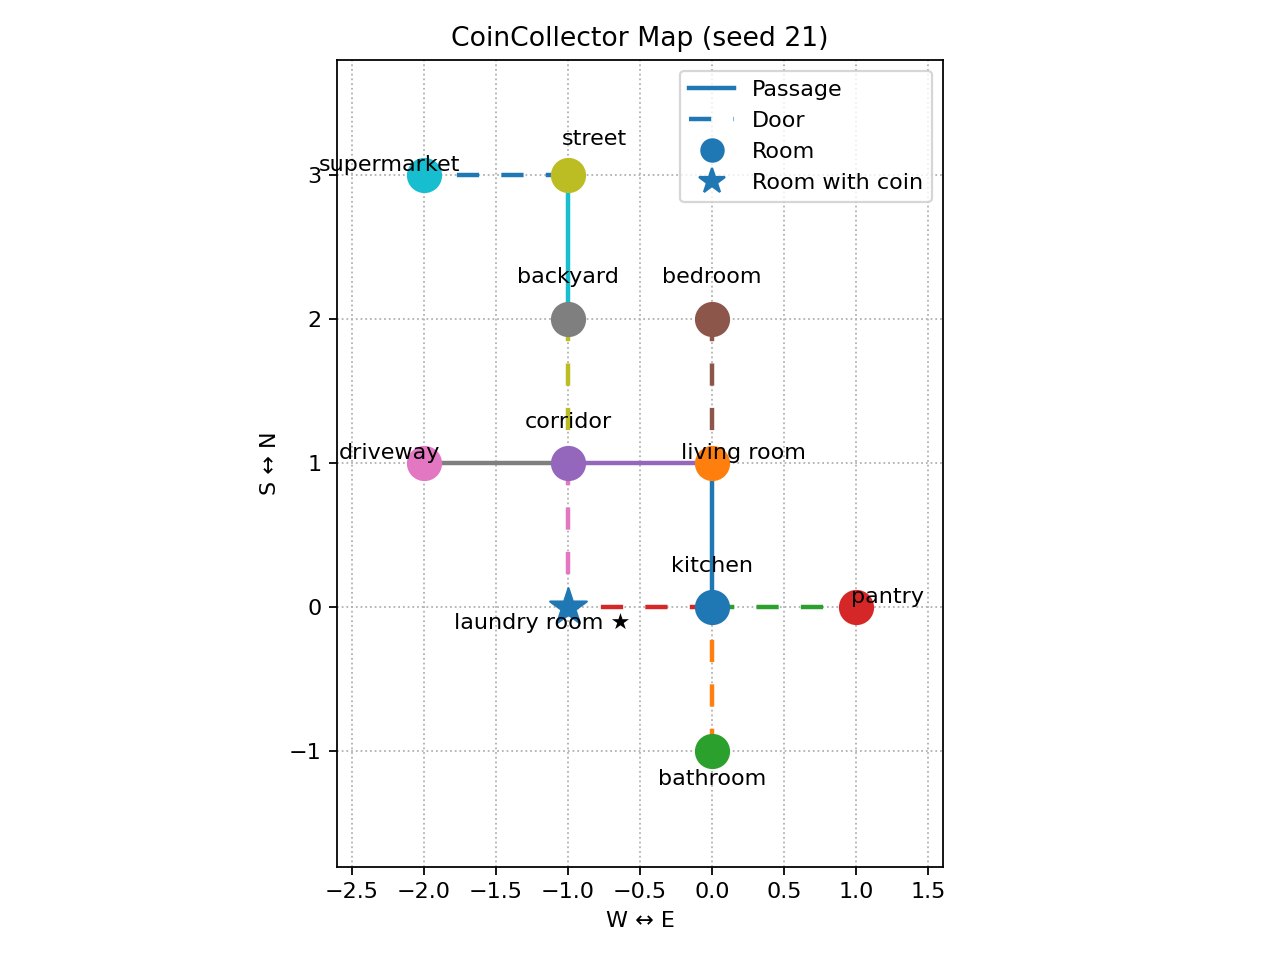 CoinCollector Map (seed 21)
Passage
Door
Room
Room with coin
street
supermarket
backyard
bedroom
corridor
driveway
living room
kitchen
pantry
laundry room ★
bathroom
S ↔ N
3
2
1
0
−1
−2.5 −2.0 −1.5 −1.0 −0.5 0.0 0.5 1.0 1.5
W ↔ E